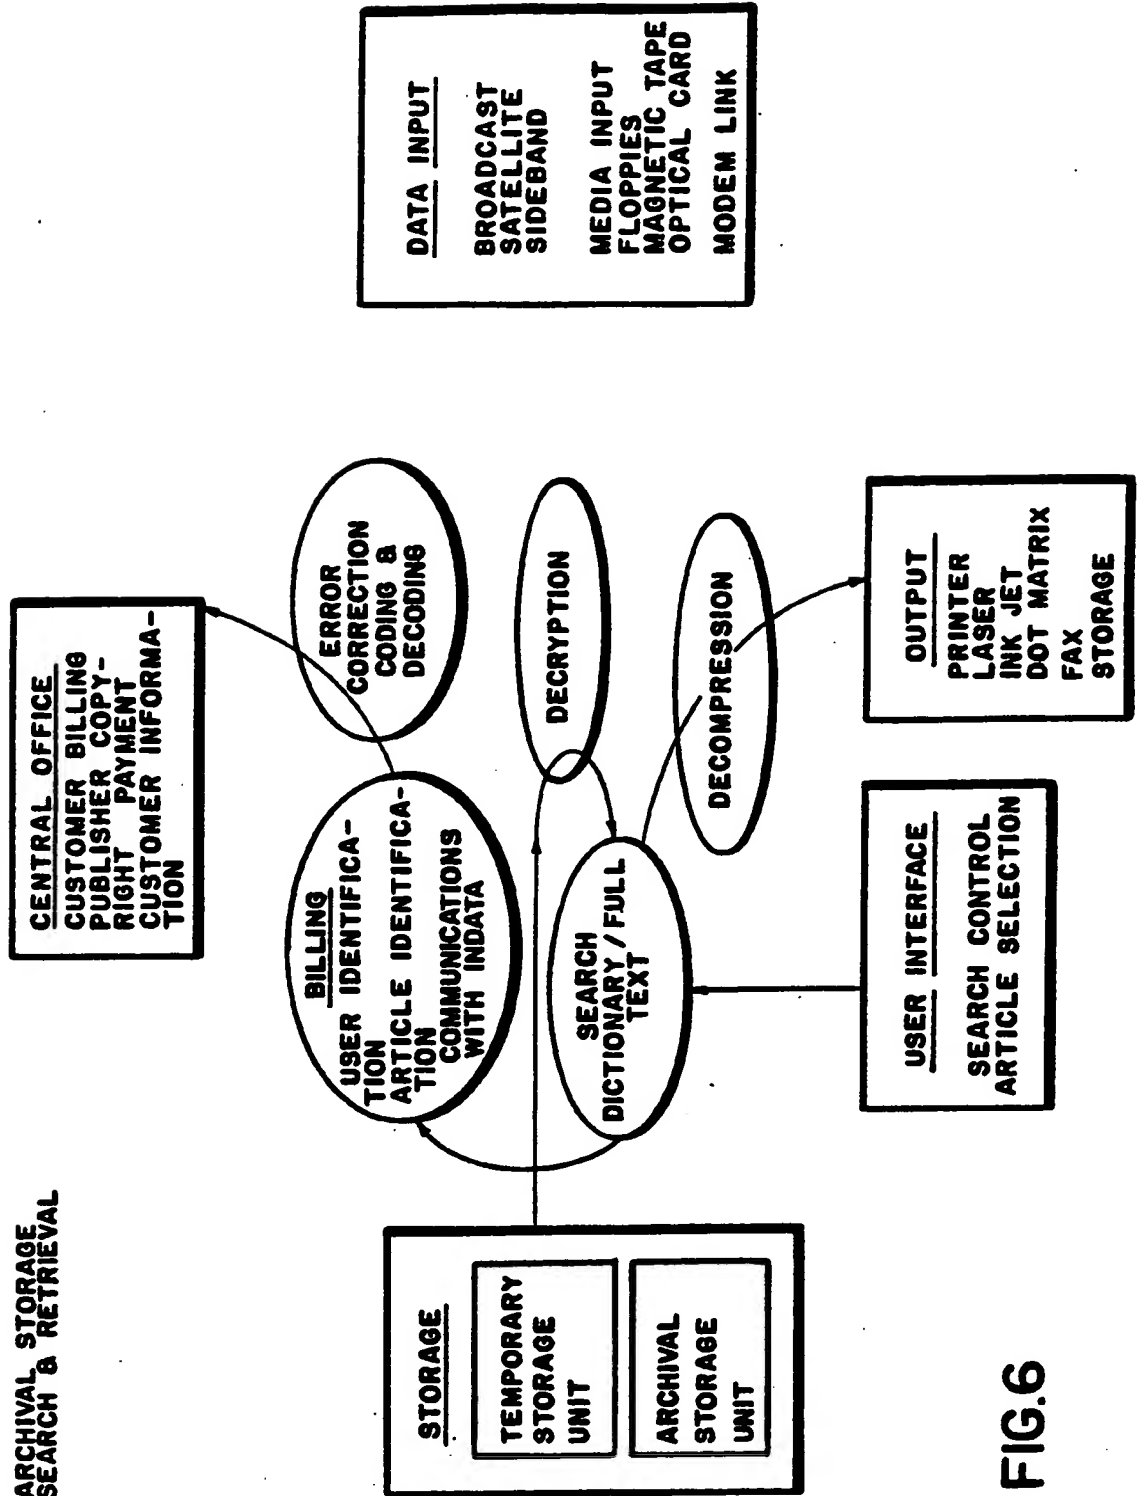 ARCHIVAL STORAGE
SEARCH & RETRIEVAL
CENTRAL OFFICE
CUSTOMER BILLING
PUBLISHER COPY-
RIGHT PAYMENT
CUSTOMER INFORMA-
TION
BILLING
USER IDENTIFICA-
TION
ARTICLE IDENTIFICA-
TION
COMMUNICATIONS
WITH INDATA
ERROR
CORRECTION
CODING &
DECODING
DATA INPUT
BROADCAST
SATELLITE
SIDEBAND
MEDIA INPUT
FLOPPIES
MAGNETIC TAPE
OPTICAL CARD
MODEM LINK
STORAGE
TEMPORARY
STORAGE
UNIT
ARCHIVAL
STORAGE
UNIT
SEARCH
DICTIONARY / FULL
TEXT
DECRYPTION
DECOMPRESSION
USER INTERFACE
SEARCH CONTROL
ARTICLE SELECTION
OUTPUT
PRINTER
LASER
INK JET
DOT MATRIX
FAX
STORAGE
FIG.6